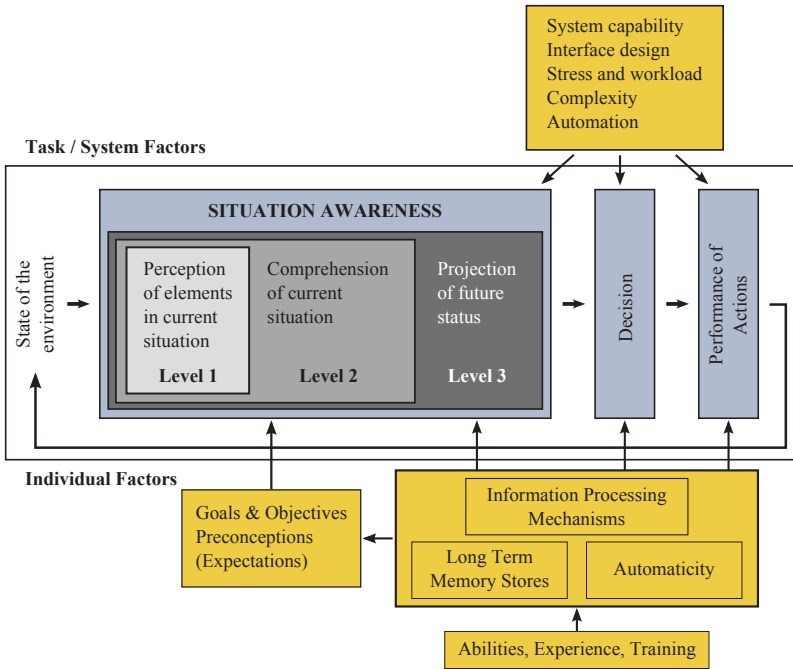 System capability
Interface design
Stress and workload
Complexity
Automation
Task / System Factors
SITUATION AWARENESS
State of the
environment
Perception
of elements
in current
situation
Level 1
Comprehension
of current
situation
Level 2
Projection
of future
status
Level 3
Decision
Performance of
Actions
Individual Factors
Goals & Objectives
Preconceptions
(Expectations)
Information Processing
Mechanisms
Long Term
Memory Stores
Automaticity
Abilities, Experience, Training